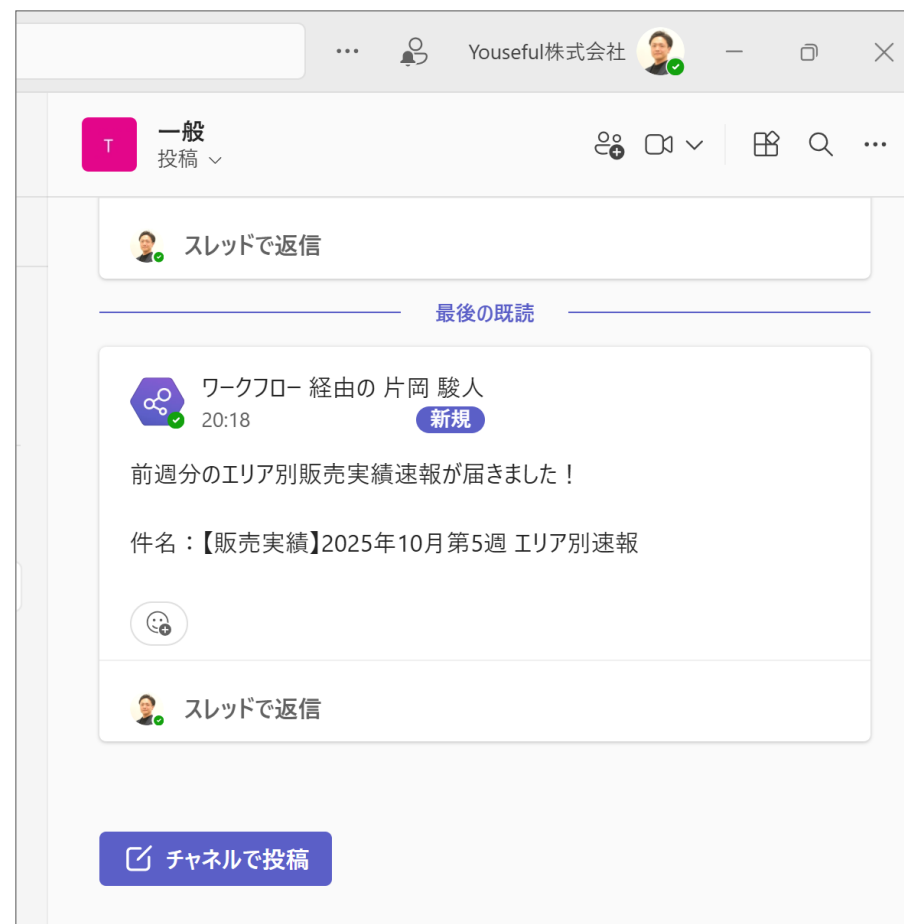 Youseful株式会社
T
一般
投稿
スレッドで返信
最後の既読
ワークフロー 経由の 片岡 駿人
20:18
新規
前週分のエリア別販売実績速報が届きました！
件名：【販売実績】2025年10月第5週 エリア別速報
スレッドで返信
チャネルで投稿